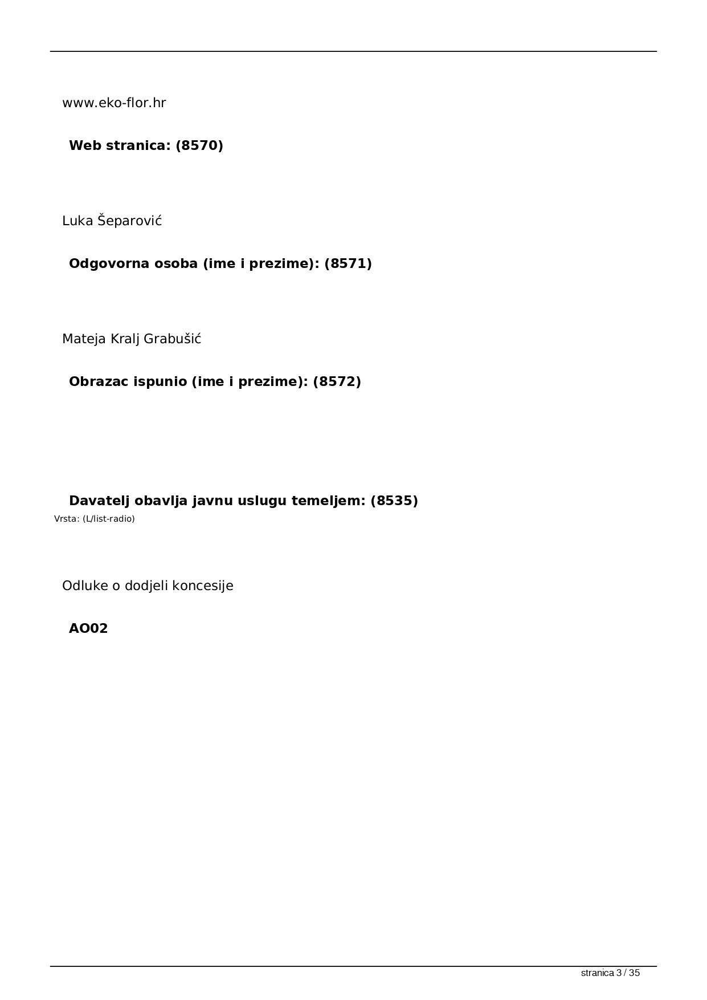 www.eko-flor.hr
Web stranica: (8570)
Luka Šeparović
Odgovorna osoba (ime i prezime): (8571)
Mateja Kralj Grabušić
Obrazac ispunio (ime i prezime): (8572)
Davatelj obavlja javnu uslugu temeljem: (8535)
Vrsta: (L/list-radio)
Odluke o dodjeli koncesije
AO02
stranica 3 / 35